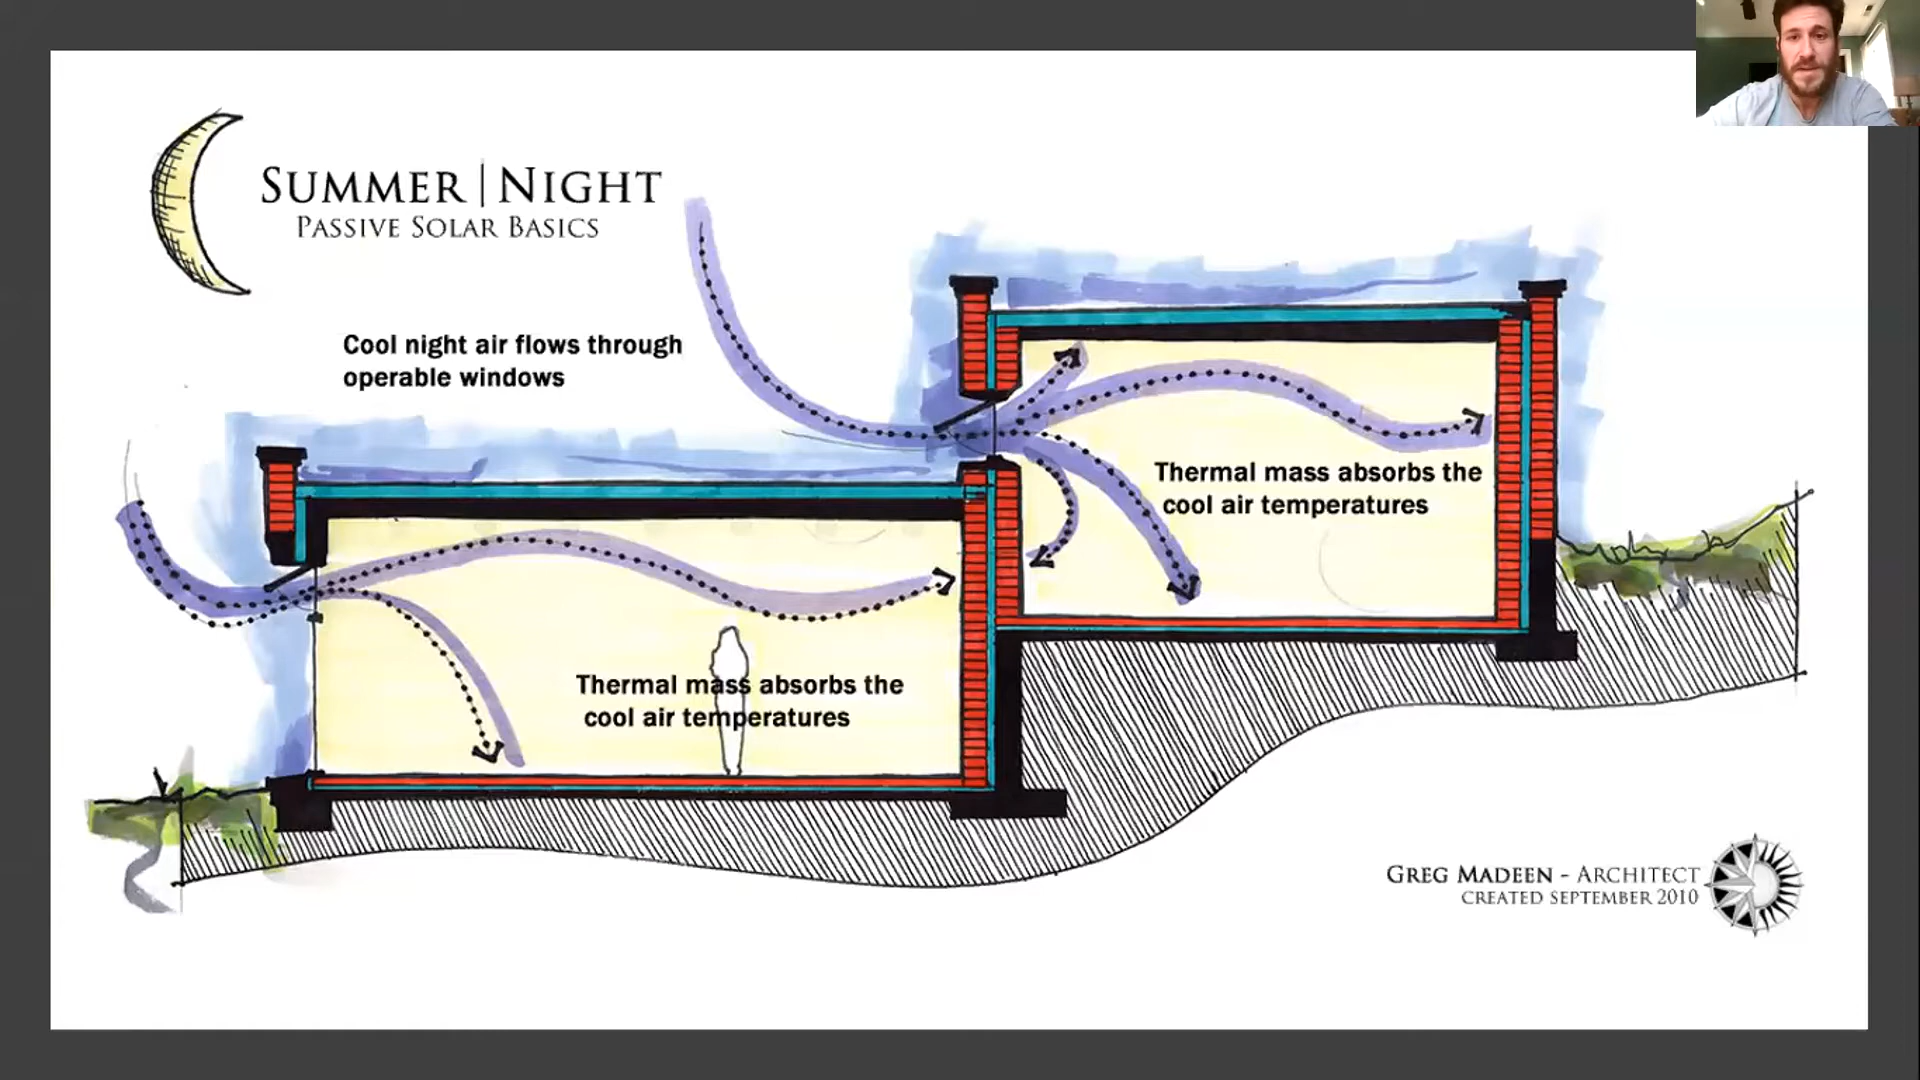 SUMMER | NIGHT
PASSIVE SOLAR BASICS
Cool night air flows through
operable windows
Thermal mass absorbs the
cool air temperatures
Thermal mass absorbs the
cool air temperatures
GREG MADEEN - ARCHITECT
CREATED SEPTEMBER 2010